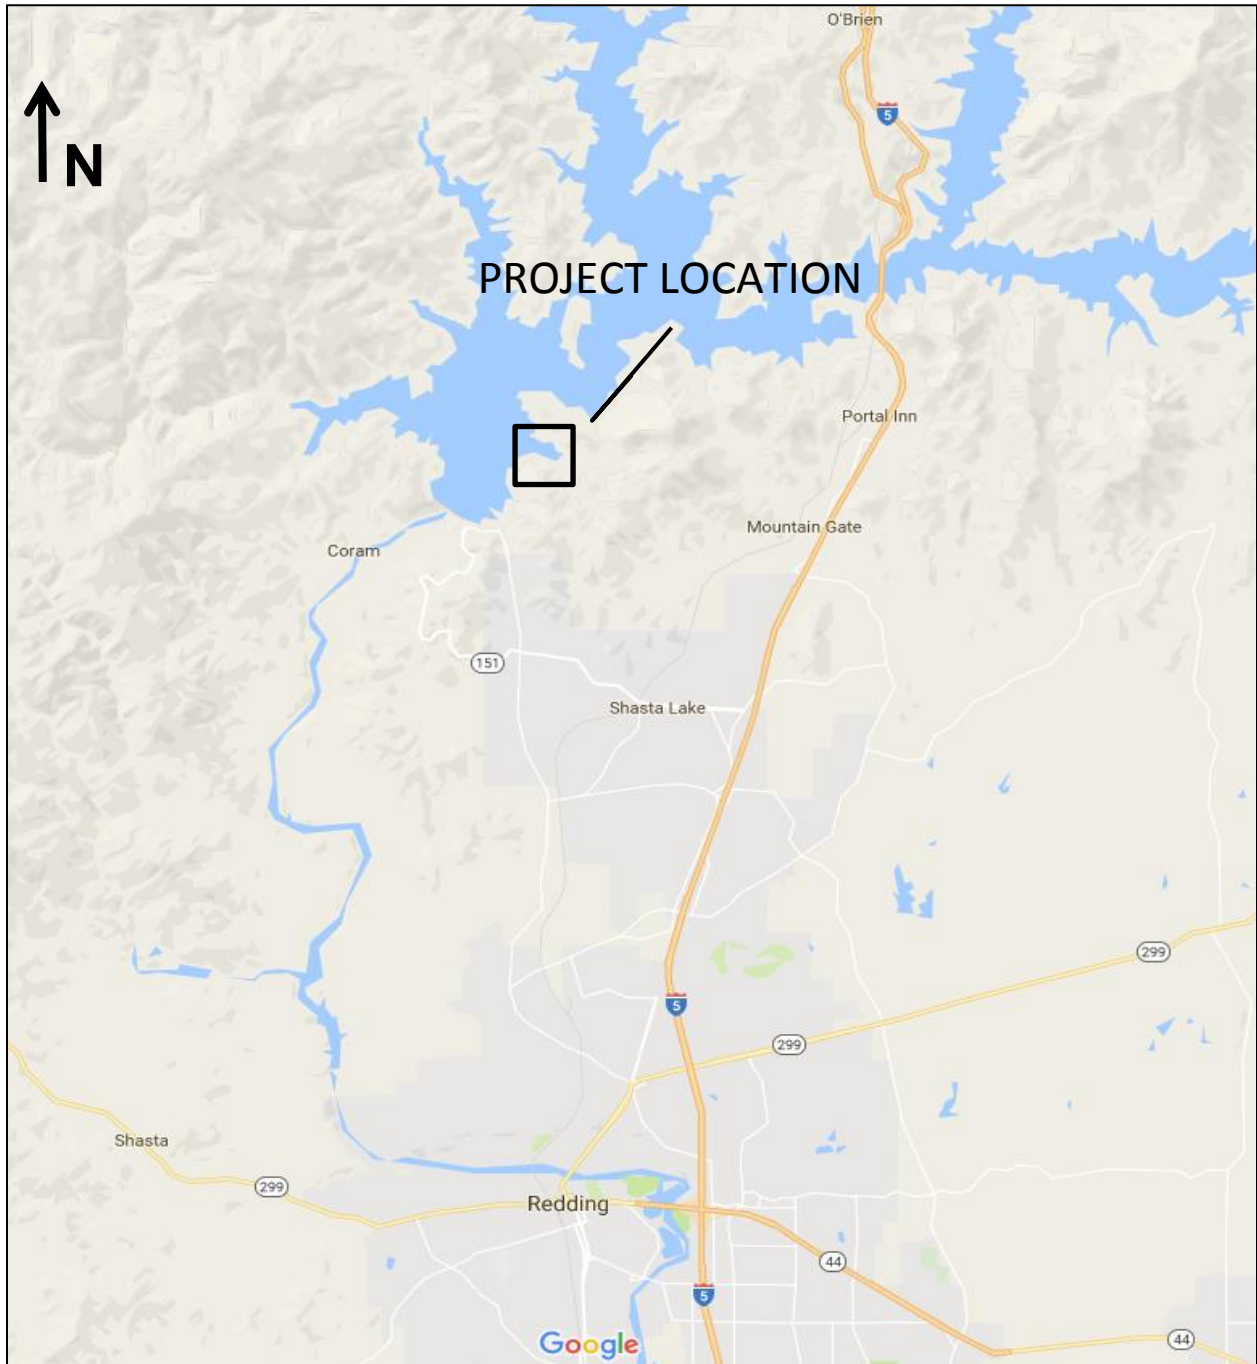 O'Brien
5
N
PROJECT LOCATION
Portal Inn
Mountain Gate
Coram
151
Shasta Lake
299
5
299
Shasta
299
Redding
44
5
Google
44